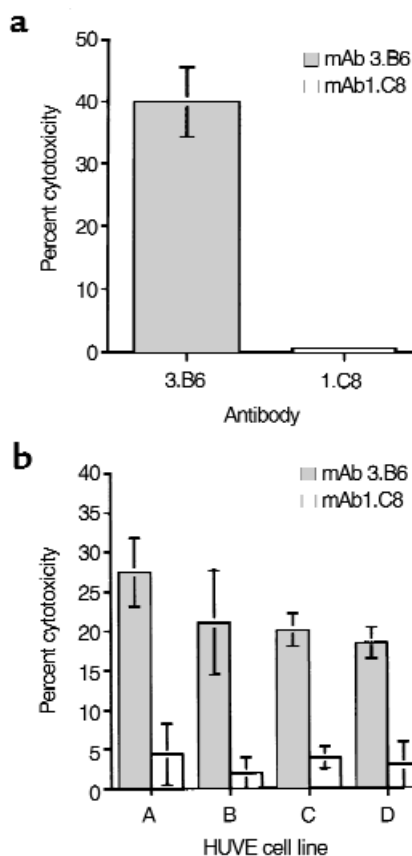 a
mAb 3.B6
mAb1.C8
Percent cytotoxicity
50
40
30
20
10
0
3.B6
1.C8
Antibody
b
mAb 3.B6
mAb1.C8
Percent cytotoxicity
40
35
30
25
20
15
10
5
0
A
B
C
D
HUVE cell line